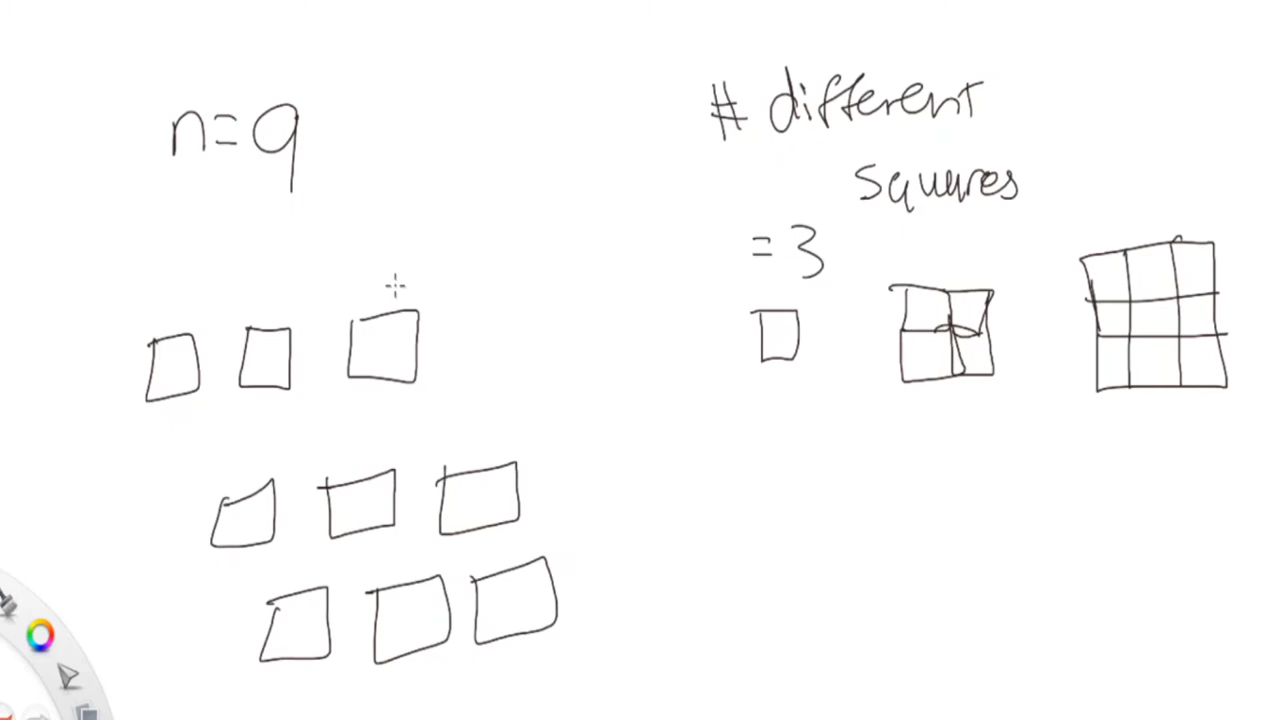 n=9
# different
squares
=3